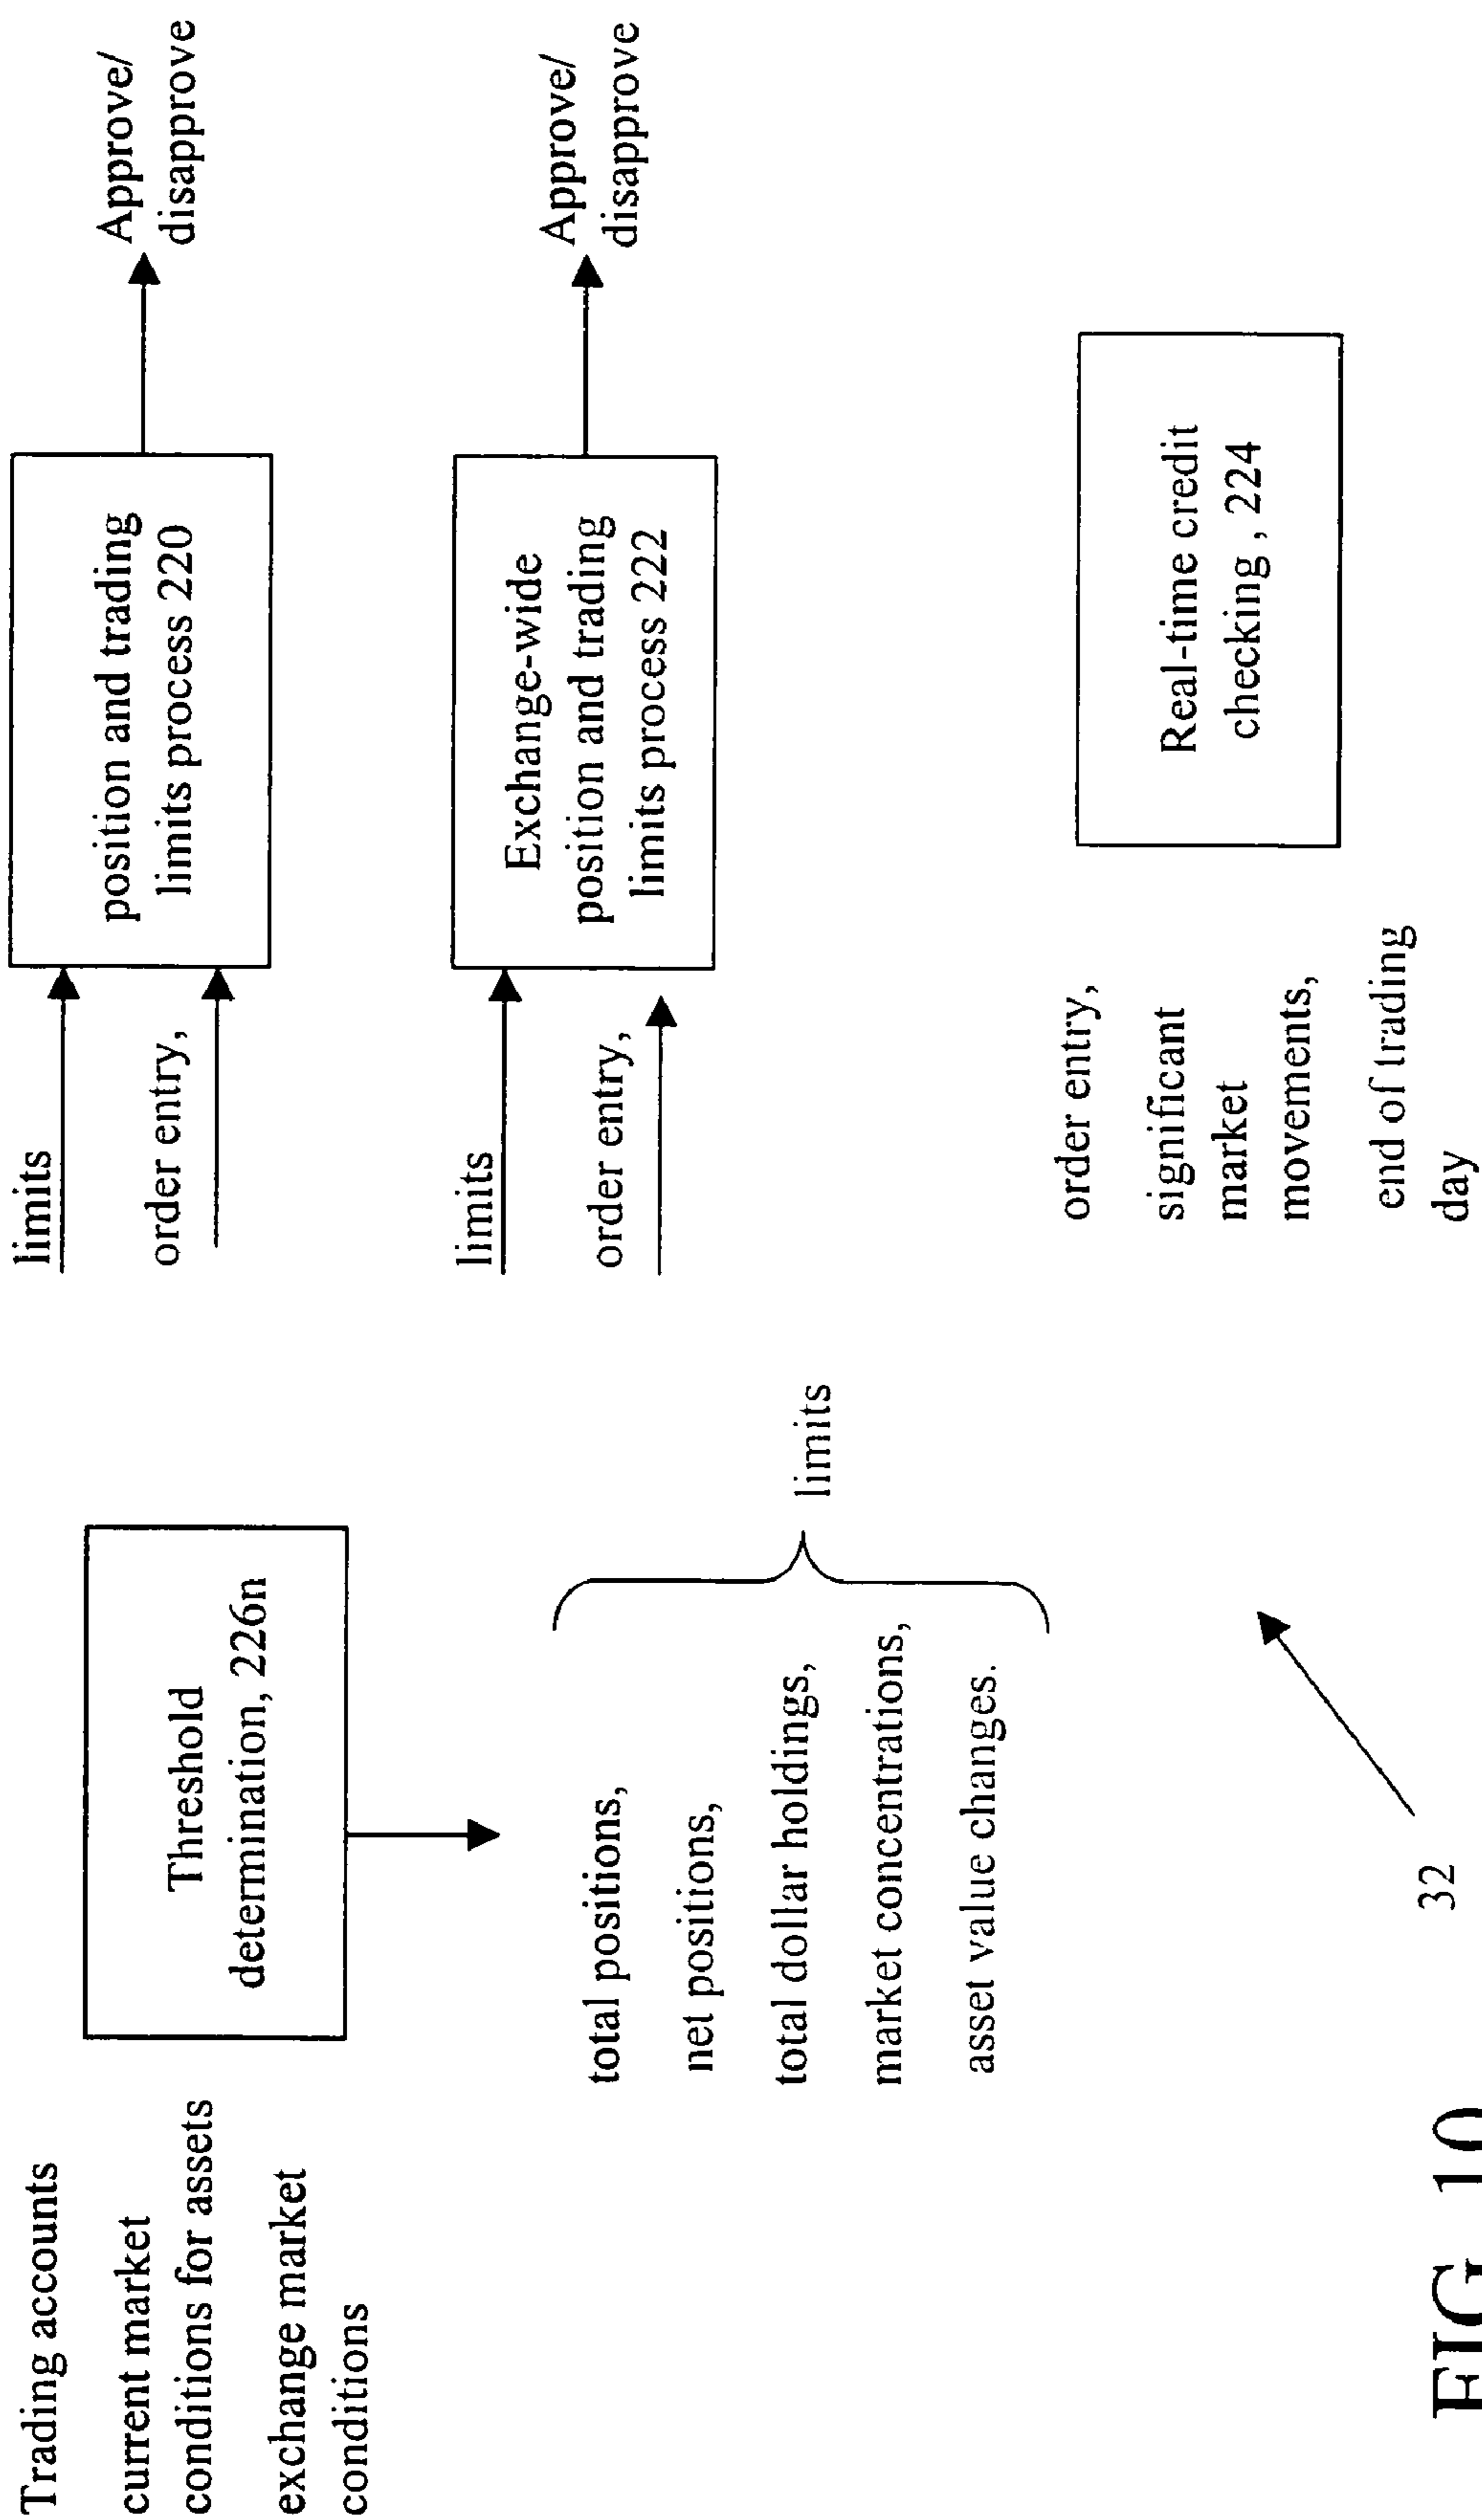 Trading accounts
current market
conditions for assets
exchange market
conditions
Threshold
determination, 226n
total positions,
net positions,
total dollar holdings,
market concentrations,
asset value changes.
limits
32
limits
order entry,
position and trading
limits process 220
Approve/
disapprove
limits
order entry,
Exchange-wide
position and trading
limits process 222
Approve/
disapprove
order entry,
significant
market
movements,
end of trading
day
Real-time credit
checking , 224
FIG. 10